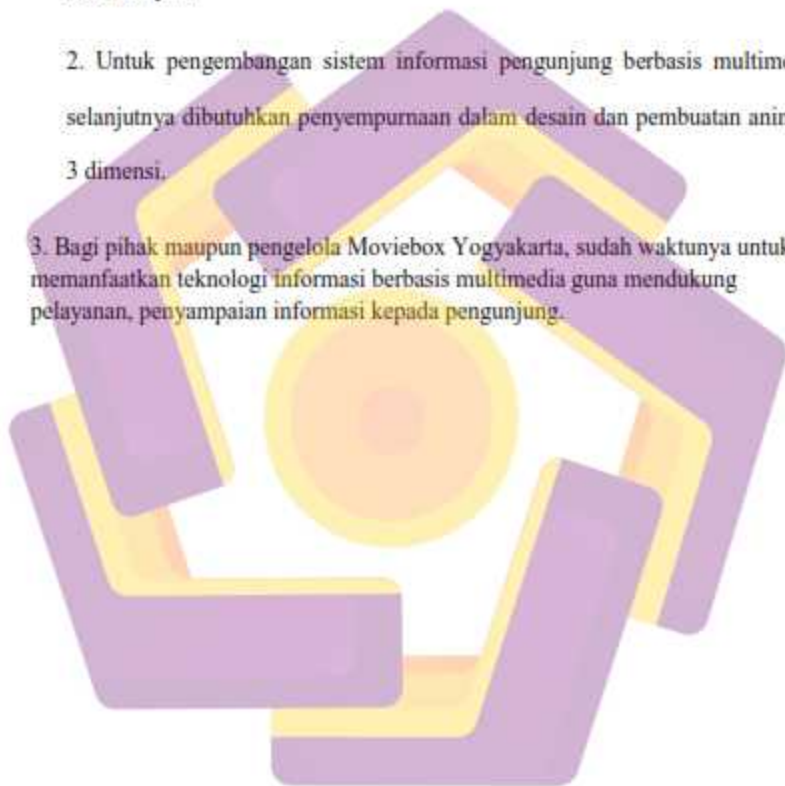 2. Untuk pengembangan sistem informasi pengunjung berbasis
selanjutnya dibutuhkan penyempurnaan dalam desain dan pembuatan
3 dimensi.
3. Bagi pihak maupun pengelola Moviebox Yogyakarta, sudah waktunya untuk
memanfaatkan teknologi informasi berbasis multimedia guna mendukung
pelayanan, penyampaian informasi kepada pengunjung.